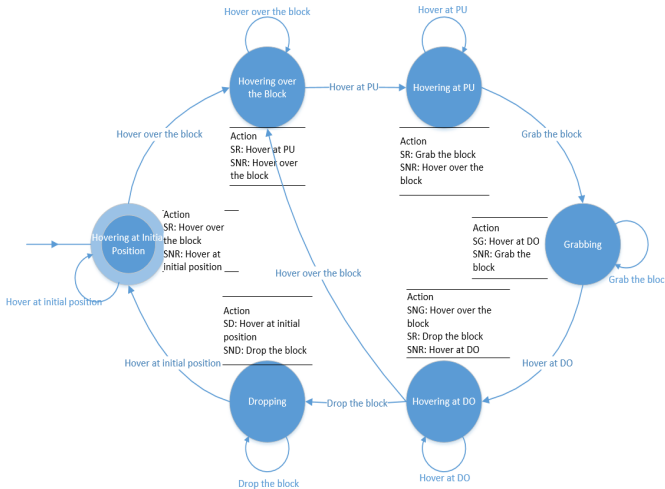 Hover over the block
Hover at PU
Hovering over
the Block
Hover at PU
Hovering at PU
Hover over the block
Grab the block
Action
SR: Hover at PU
SNR: Hover over
the block
Action
SR: Grab the block
SNR: Hover over the
block
Hovering at Initial
Position
Action
SR: Hover over
the block
SNR: Hover at
initial position
Action
SG: Hover at DO
SNR: Grab the
block
Grabbing
Hover over the block
Grab the bloc
Hover at initial position
Action
SD: Hover at initial
position
SND: Drop the block
Action
SNG: Hover over the
block
SR: Drop the block
SNR: Hover at DO
Hover at initial position
Hover at DO
Dropping
Drop the block
Hovering at DO
Drop the block
Hover at DO